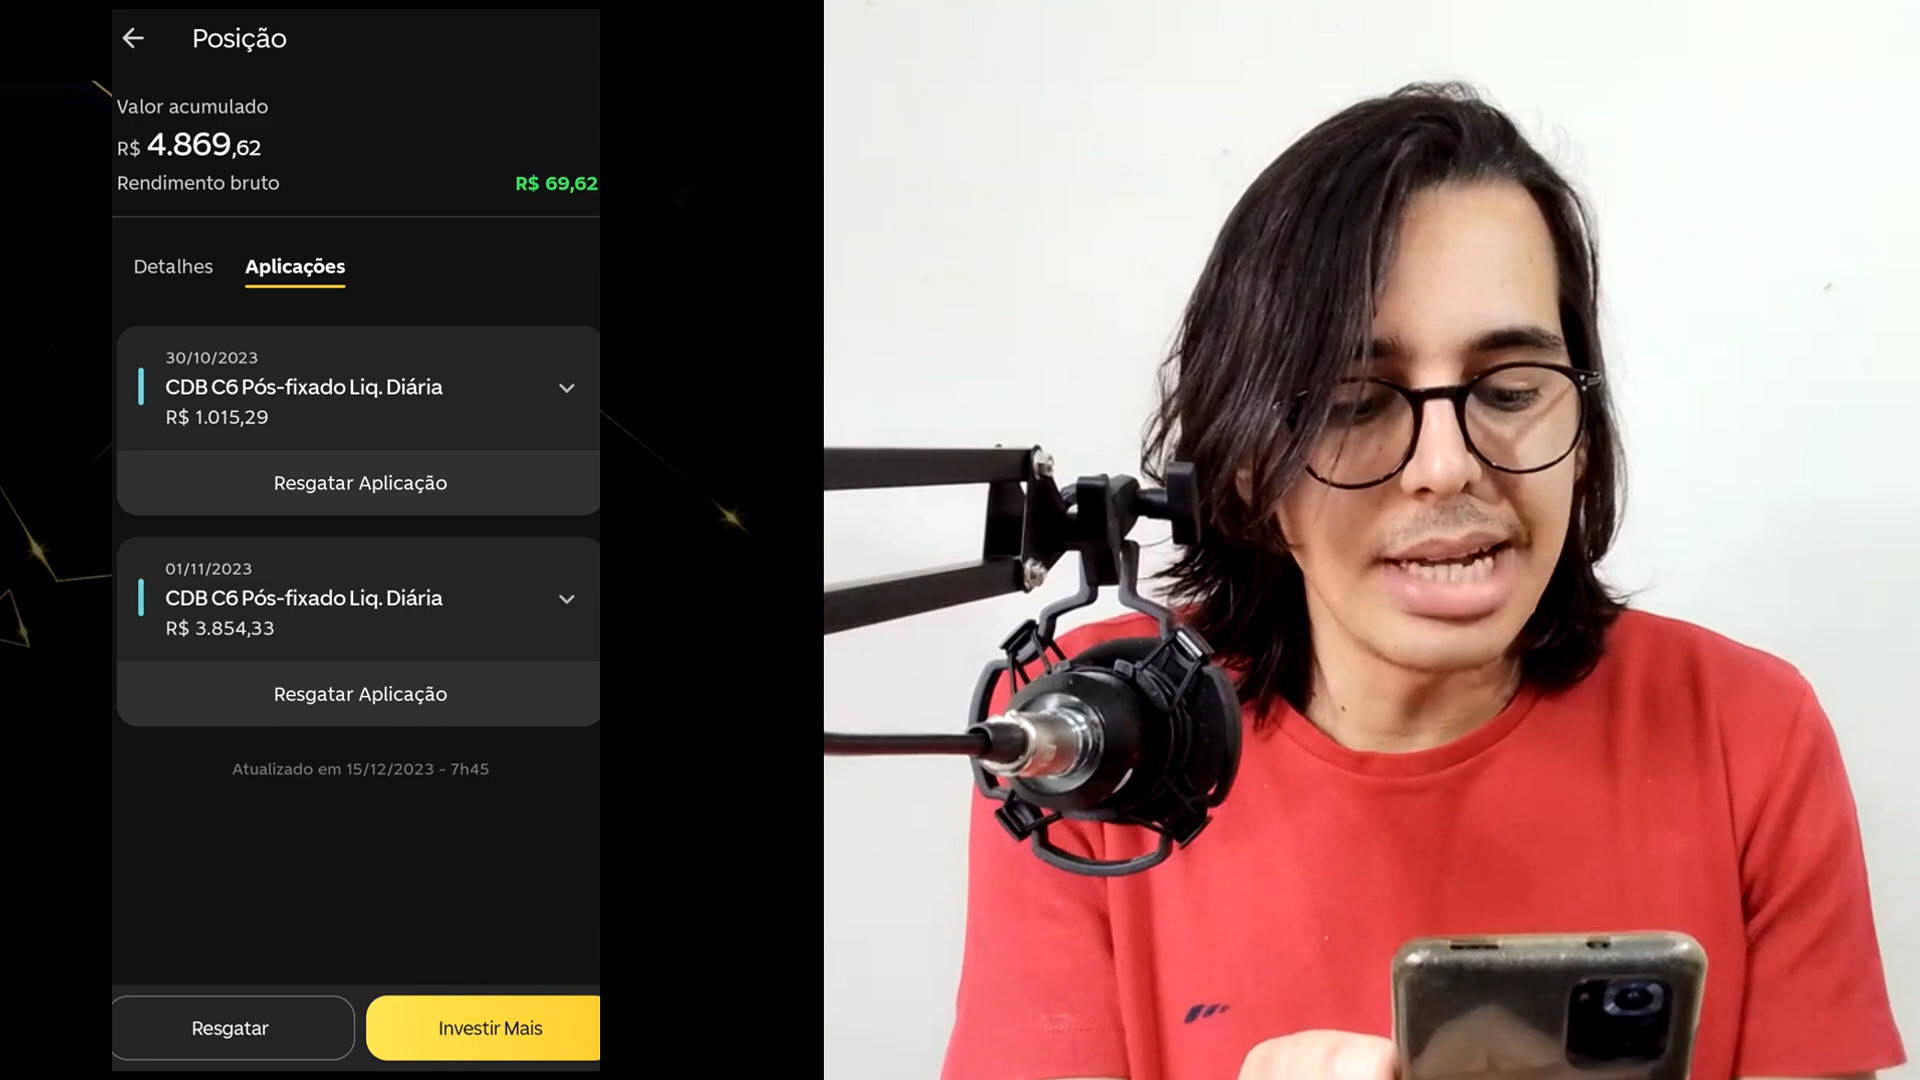 Posição
Valor acumulado
R$ 4.869,62
Rendimento bruto R$ 69,62
Detalhes Aplicações
30/10/2023
CDB C6 Pós-fixado Liq. Diária
R$ 1.015,29
Resgatar Aplicação
01/11/2023
CDB C6 Pós-fixado Liq. Diária
R$ 3.854,33
Resgatar Aplicação
Atualizado em 15/12/2023 - 7h45
Resgatar Investir Mais